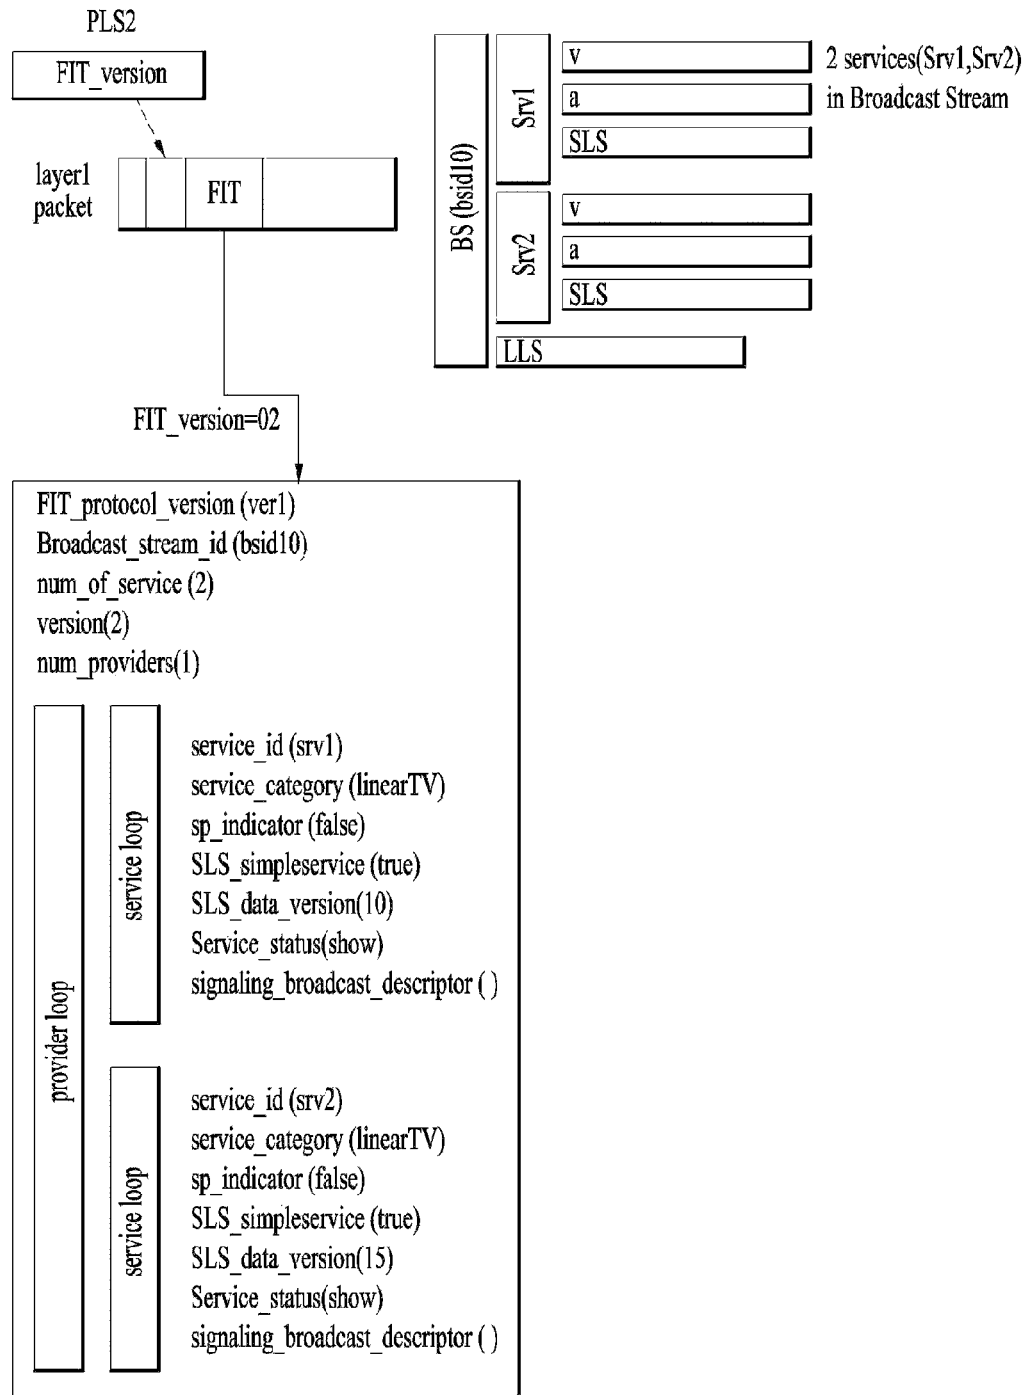 PLS2
FIT_version
layer1
packet
FIT
FIT_version=02
BS (bsid10)
Srv1
v
a
SLS
Srv2
v
a
SLS
LLS
2 services(Srv1,Srv2)
in Broadcast Stream
FIT_protocol_version (ver1)
Broadcast_stream_id (bsid10)
num_of_service (2)
version(2)
num_providers(1)
provider loop
service loop
service_id (srv1)
service_category (linearTV)
sp_indicator (false)
SLS_simpleservice (true)
SLS_data_version(10)
Service_status(show)
signaling_broadcast_descriptor ( )
service loop
service_id (srv2)
service_category (linearTV)
sp_indicator (false)
SLS_simpleservice (true)
SLS_data_version(15)
Service_status(show)
signaling_broadcast_descriptor ( )